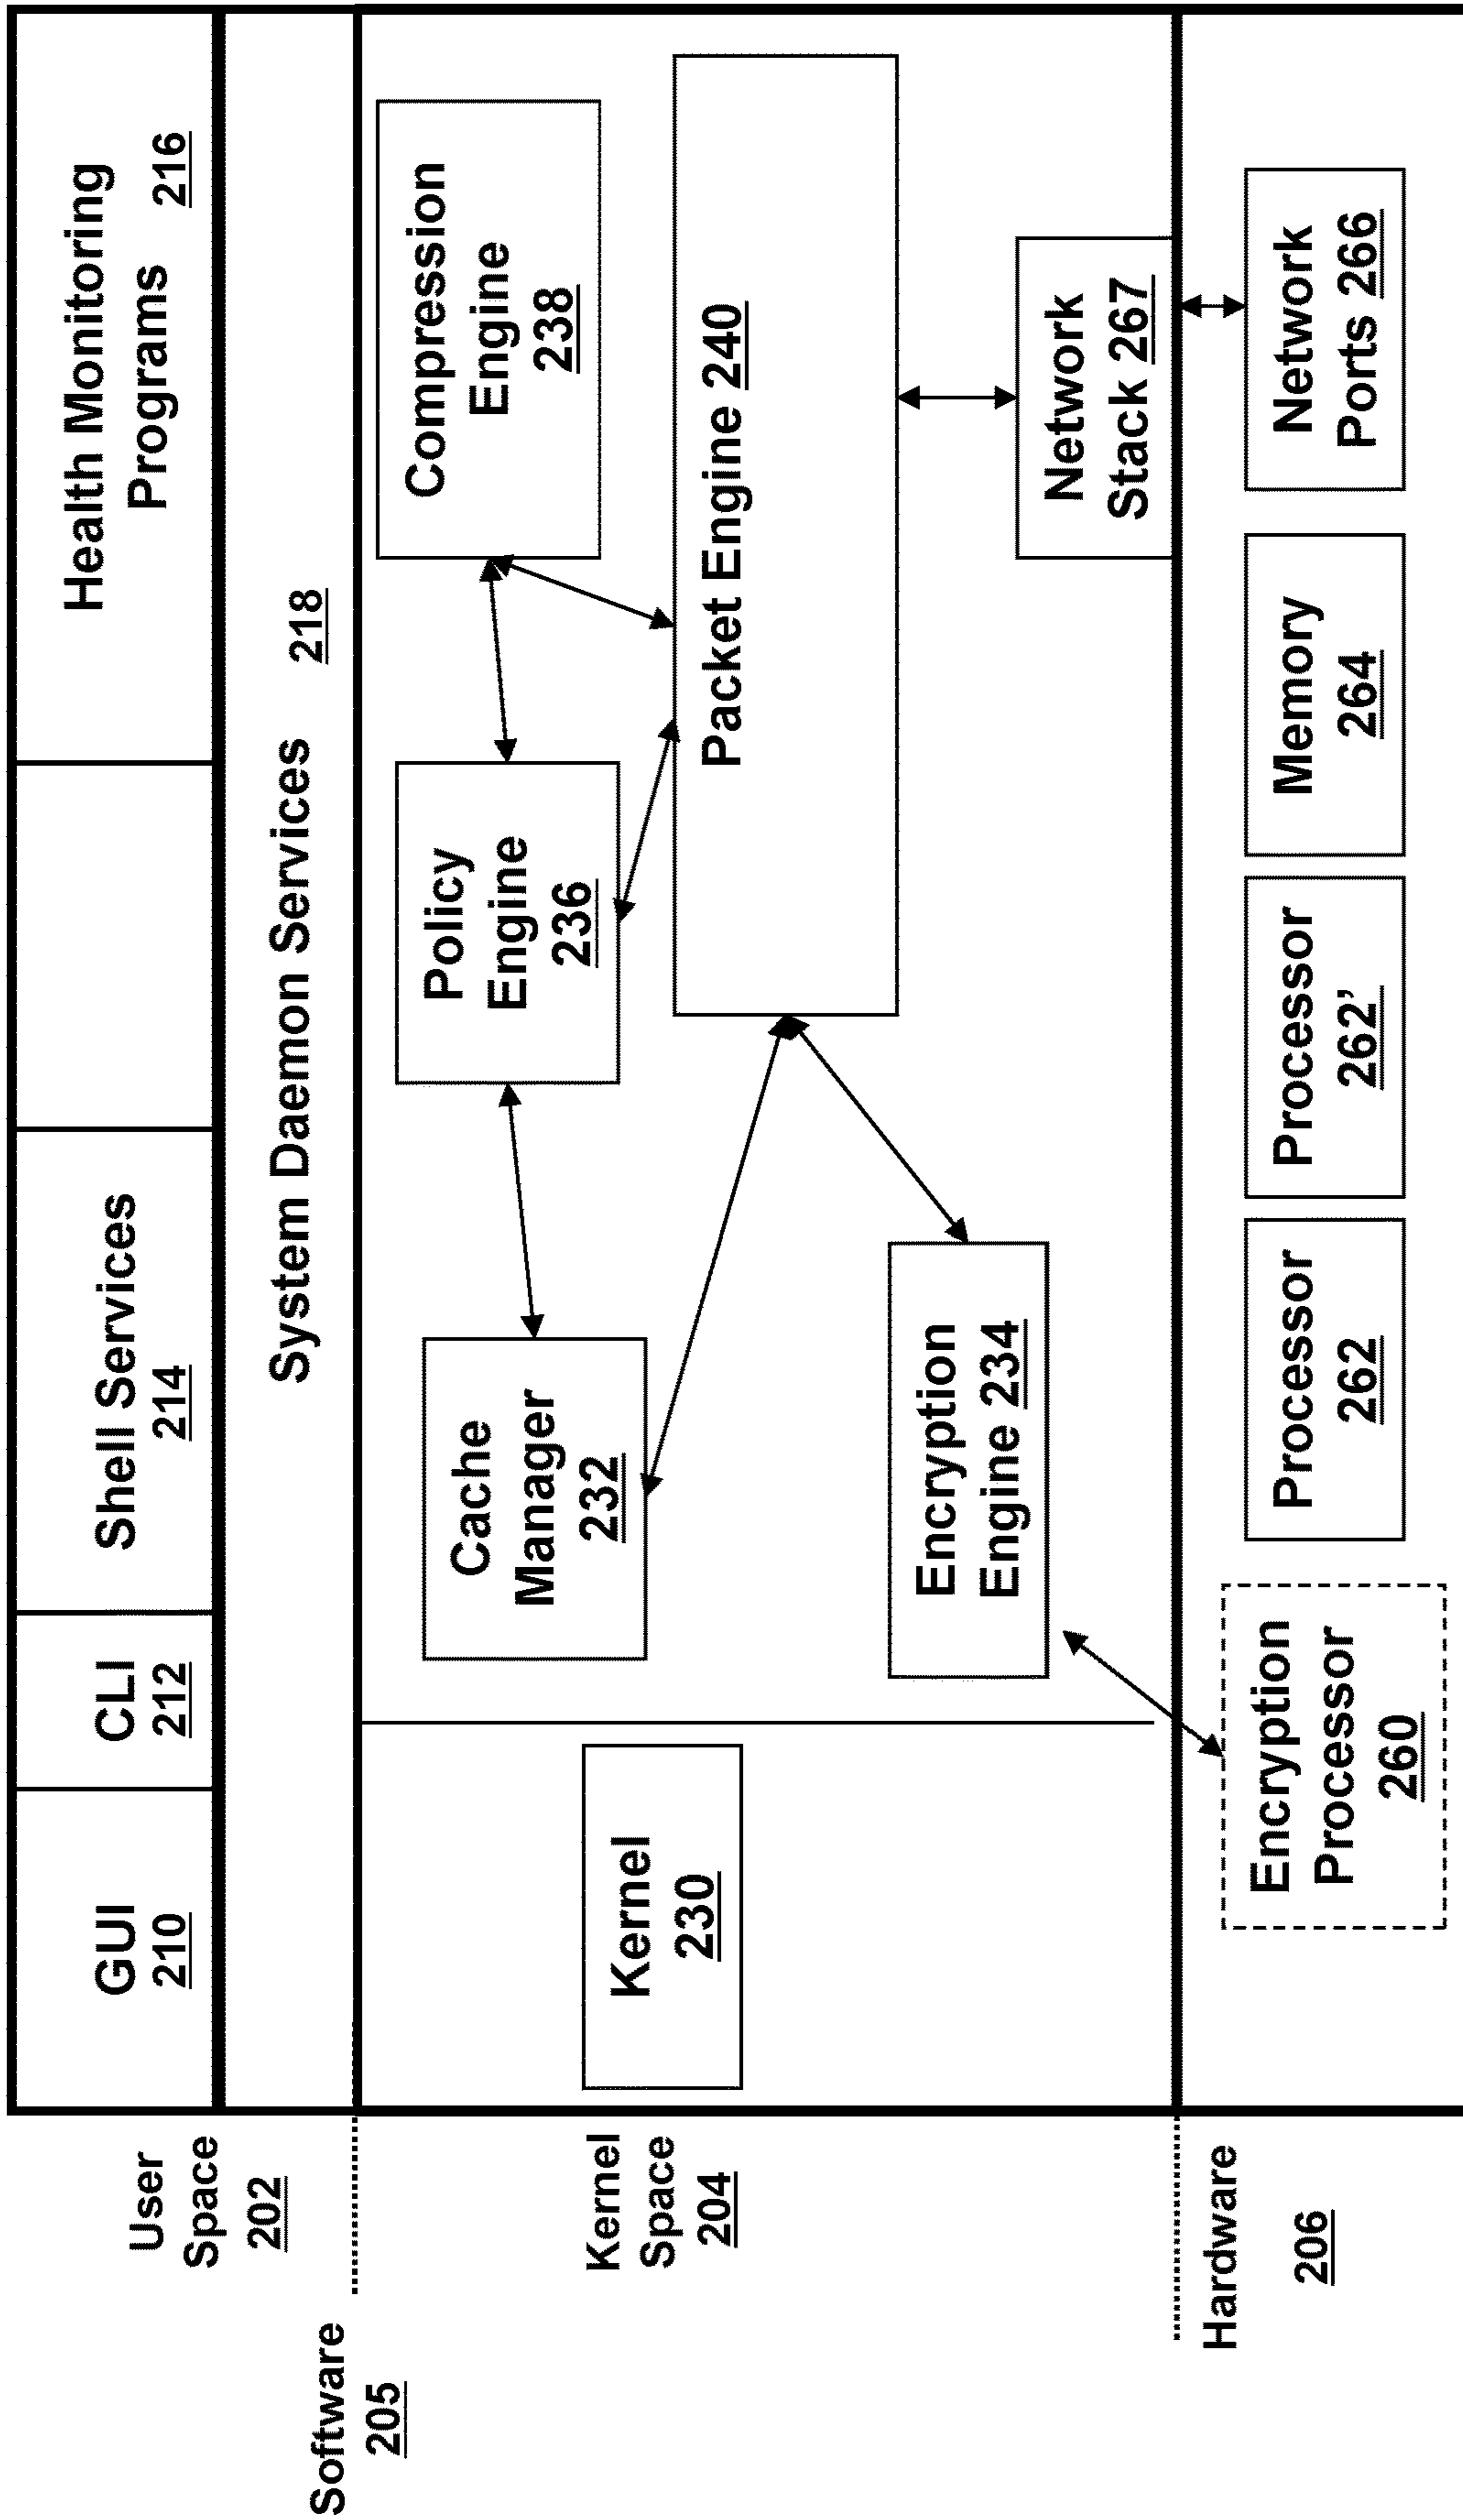 User
Space
202
GUI
210
CLI
212
Shell Services
214
Health Monitoring
Programs
216
System Daemon Services
218
Software
205
Kernel
Space
204
Kernel
230
Cache
Manager
232
Policy
Engine
236
Compression
Engine
238
Packet Engine 240
Encryption
Engine 234
Network
Stack 267
Hardware
206
Encryption
Processor
260
Processor
262
Processor
262’
Memory
264
Network
Ports 266